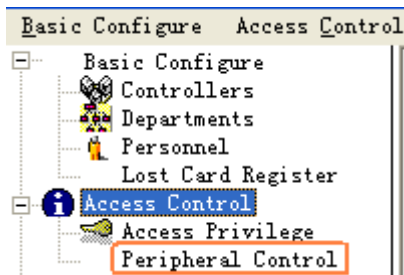 Basic Configure Access Control
Basic Configure
Controllers
Departments
Personnel
Lost Card Register
Access Control
Access Privilege
Peripheral Control